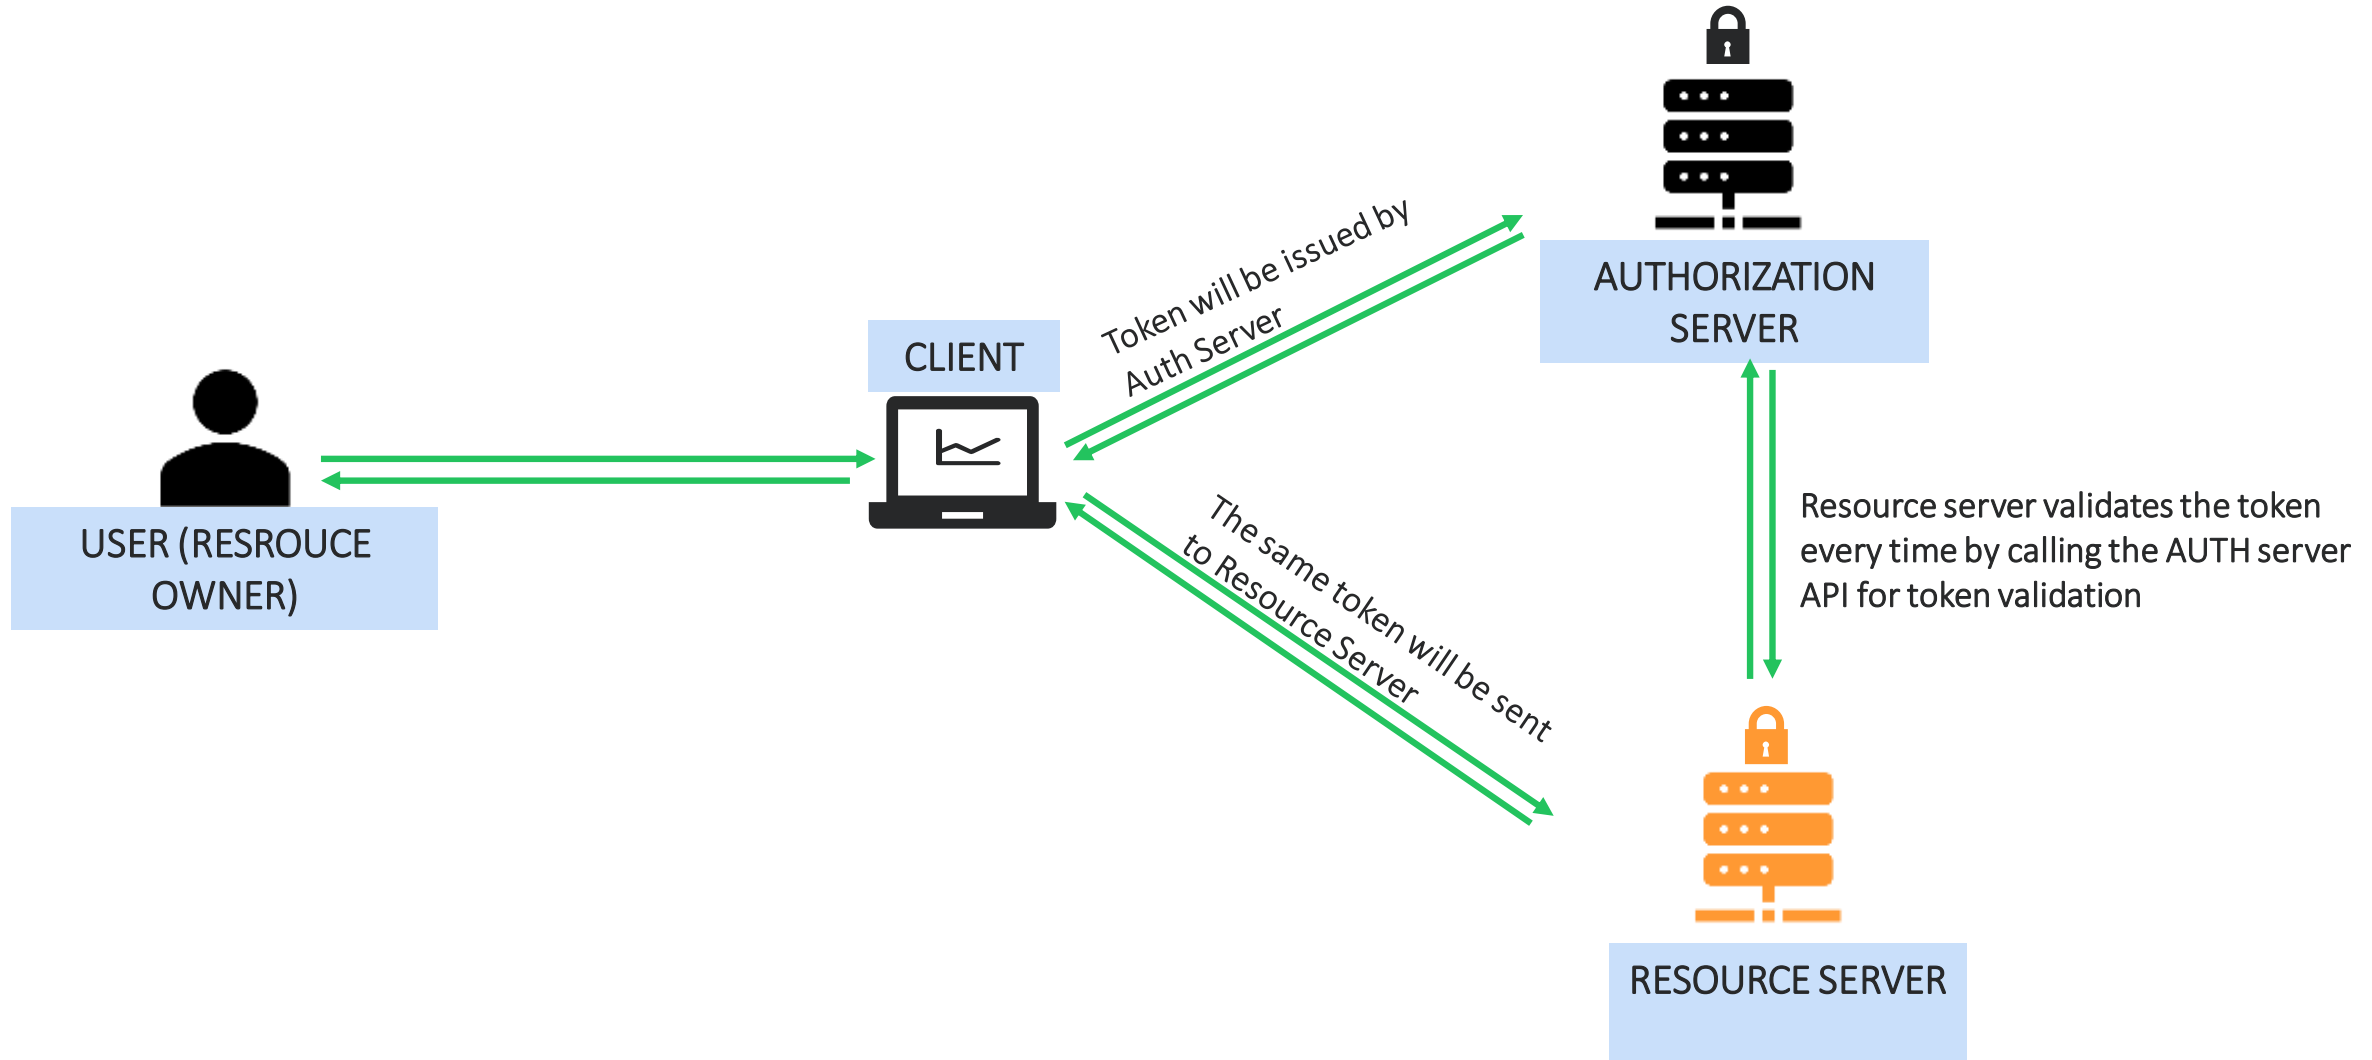 AUTHORIZATION
SERVER
Token will be issued by
Auth Server
CLIENT
USER (RESROUCE
OWNER)
The same token will be sent
to Resource Server
Resource server validates the token
every time by calling the AUTH server
API for token validation
RESOURCE SERVER